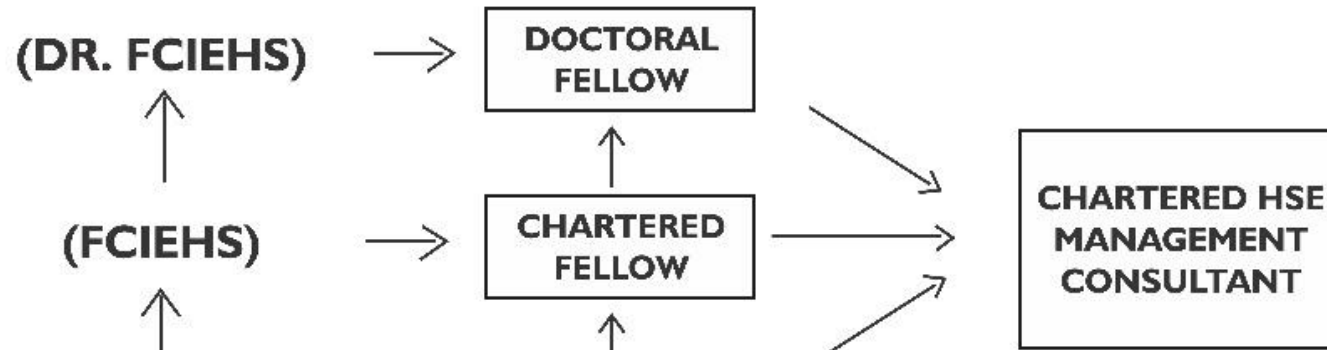 (DR. FCIEHS)
DOCTORAL
FELLOW
(FCIEHS)
CHARTERED
FELLOW
CHARTERED HSE
MANAGEMENT
CONSULTANT